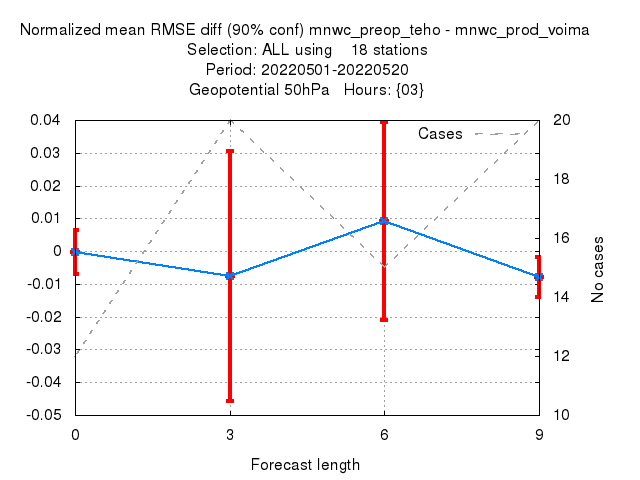 Normalized mean RMSE diff (90% conf) mnwc_preop_teho - mnwc_prod_voima
Selection: ALL using    18 stations
Period: 20220501-20220520
Geopotential 50hPa   Hours: {03}
0.04
0.03
0.02
0.01
0
-0.01
-0.02
-0.03
-0.04
-0.05
Cases
20
18
16
14
12
10
No cases
0
3
6
9
Forecast length